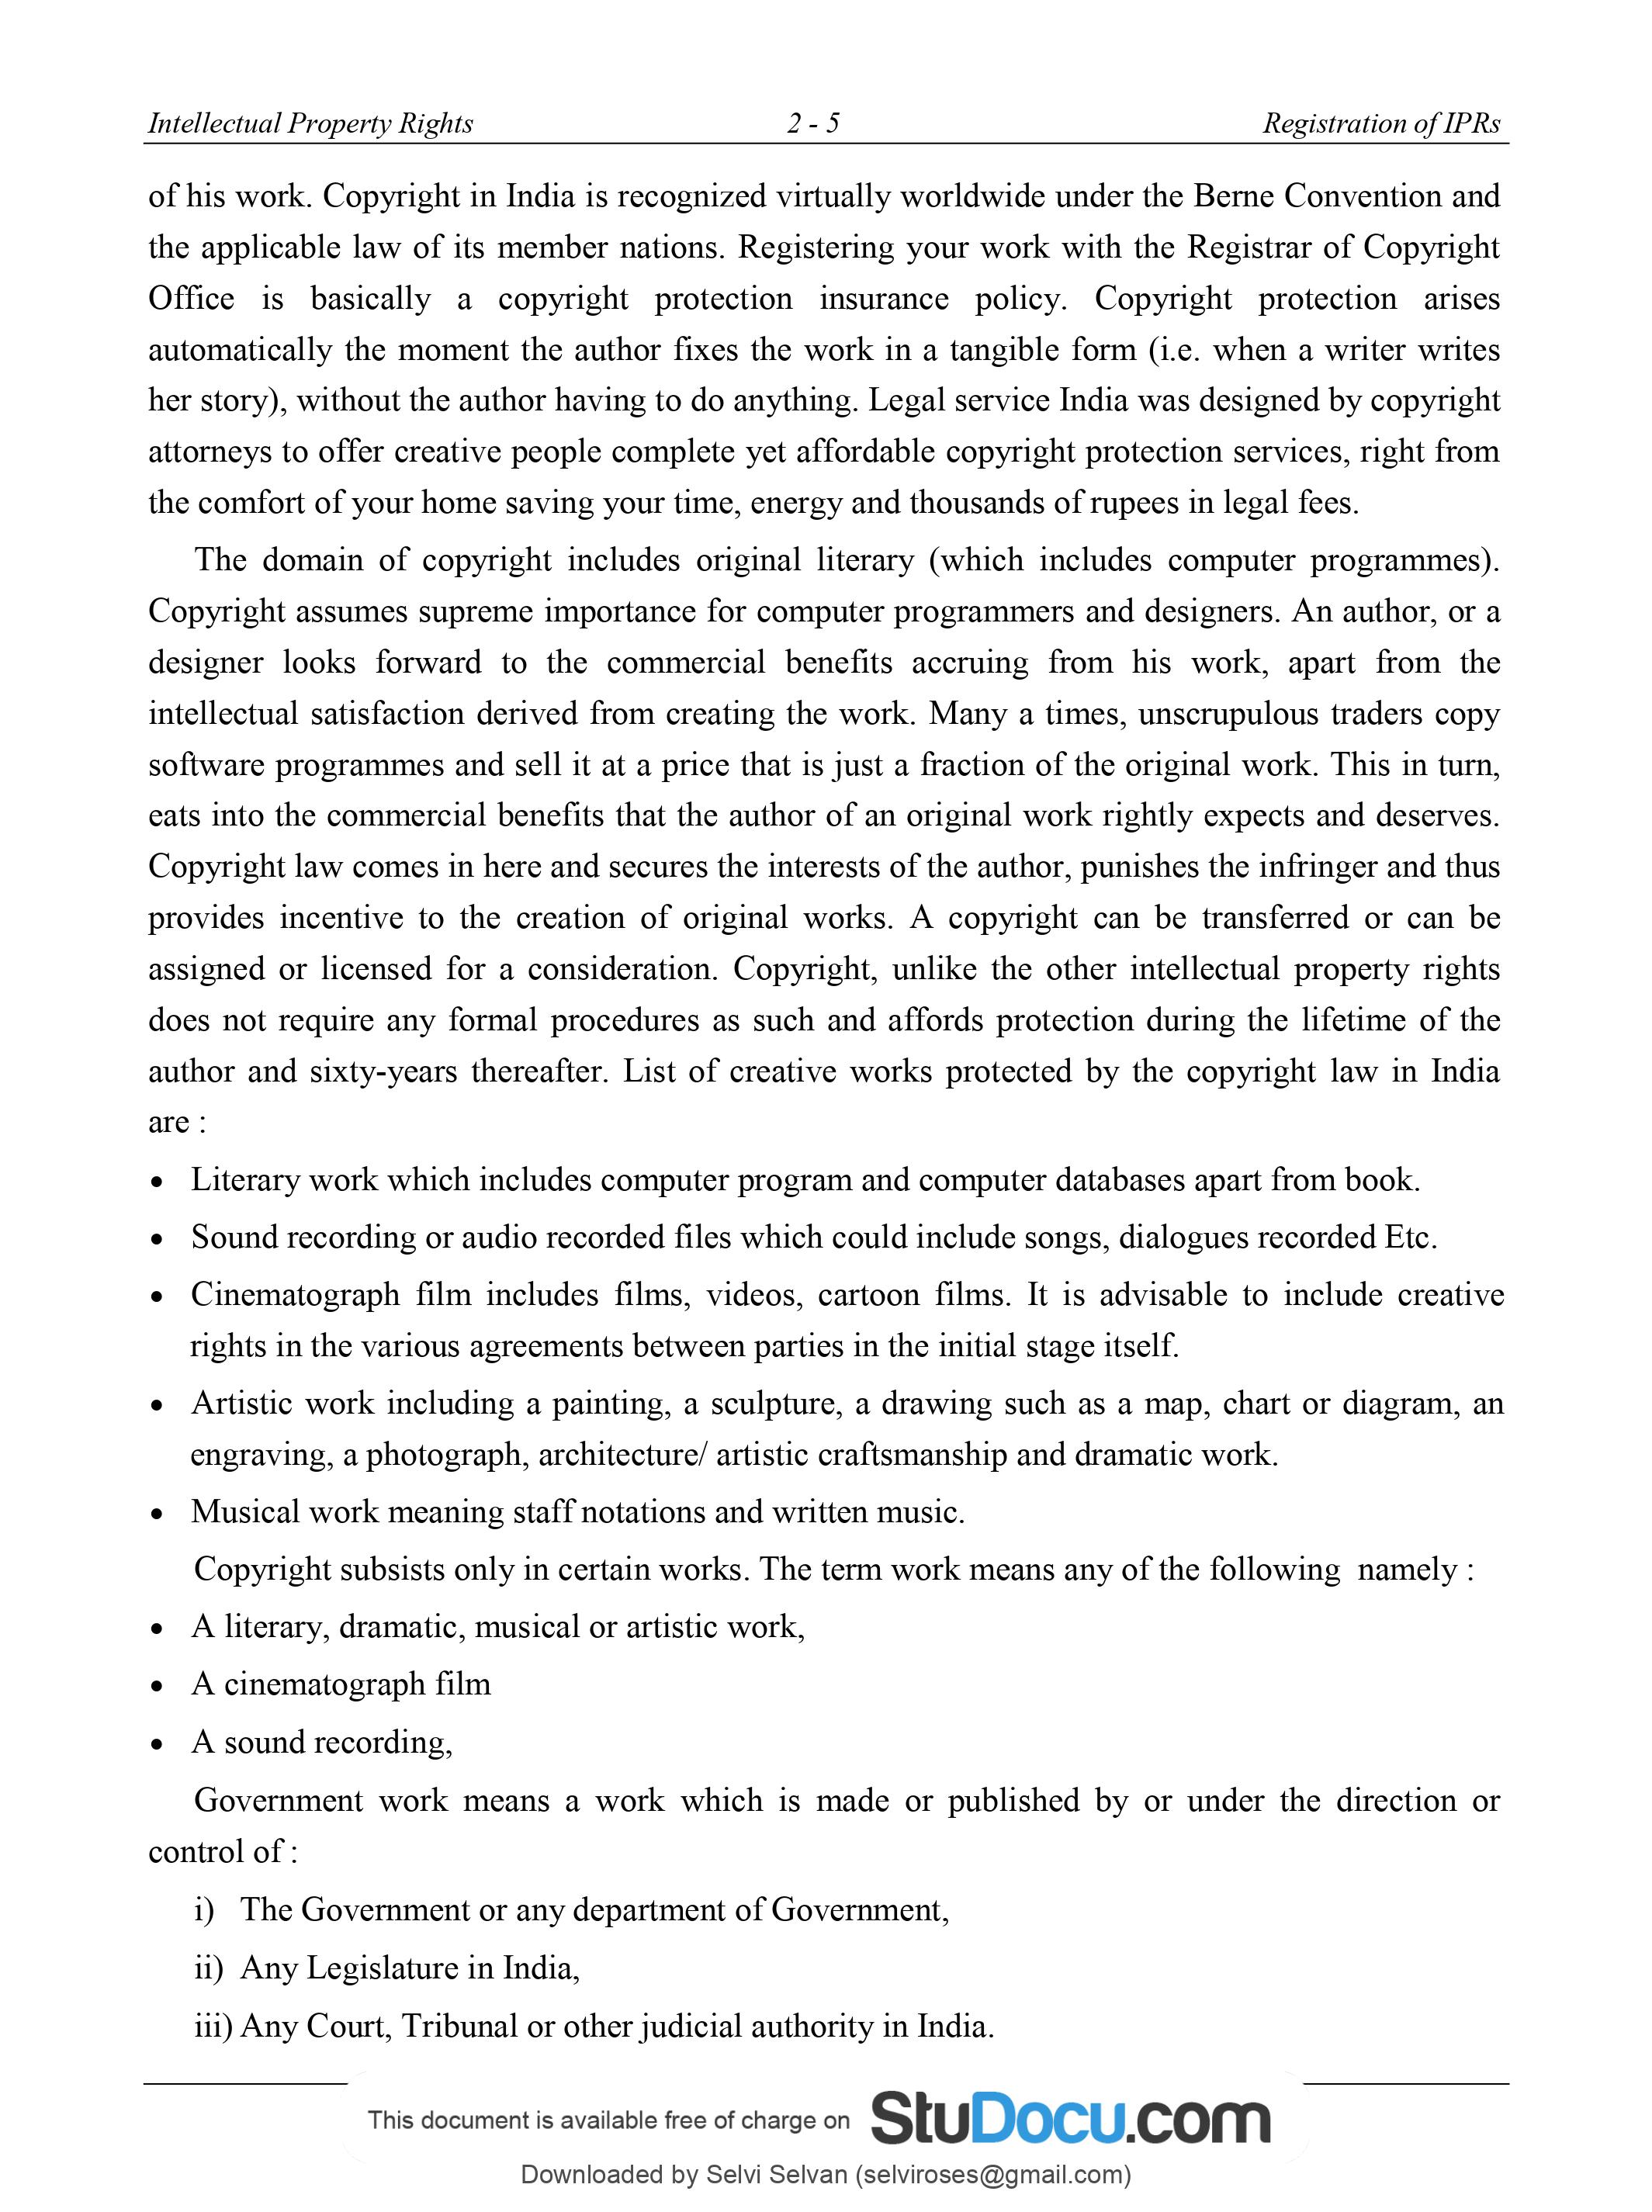 Intellectual Property Rights 2 - 5 Registration of IPRs
of his work. Copyright in India is recognized virtually worldwide under the Berne Convention and
the applicable law of its member nations. Registering your work with the Registrar of Copyright
Office is basically a copyright protection insurance policy. Copyright protection arises
automatically the moment the author fixes the work in a tangible form (i.e. when a writer writes
her story), without the author having to do anything. Legal service India was designed by copyright
attorneys to offer creative people complete yet affordable copyright protection services, right from
the comfort of your home saving your time, energy and thousands of rupees in legal fees.
The domain of copyright includes original literary (which includes computer programmes).
Copyright assumes supreme importance for computer programmers and designers. An author, or a
designer looks forward to the commercial benefits accruing from his work, apart from the
intellectual satisfaction derived from creating the work. Many a times, unscrupulous traders copy
software programmes and sell it at a price that is just a fraction of the original work. This in turn,
eats into the commercial benefits that the author of an original work rightly expects and deserves.
Copyright law comes in here and secures the interests of the author, punishes the infringer and thus
provides incentive to the creation of original works. A copyright can be transferred or can be
assigned or licensed for a consideration. Copyright, unlike the other intellectual property rights
does not require any formal procedures as such and affords protection during the lifetime of the
author and sixty-years thereafter. List of creative works protected by the copyright law in India
are :
• Literary work which includes computer program and computer databases apart from book.
• Sound recording or audio recorded files which could include songs, dialogues recorded Etc.
• Cinematograph film includes films, videos, cartoon films. It is advisable to include creative
rights in the various agreements between parties in the initial stage itself.
• Artistic work including a painting, a sculpture, a drawing such as a map, chart or diagram, an
engraving, a photograph, architecture/ artistic craftsmanship and dramatic work.
• Musical work meaning staff notations and written music.
Copyright subsists only in certain works. The term work means any of the following namely :
• A literary, dramatic, musical or artistic work,
• A cinematograph film
• A sound recording,
Government work means a work which is made or published by or under the direction or
control of :
i) The Government or any department of Government,
ii) Any Legislature in India,
iii) Any Court, Tribunal or other judicial authority in India.
This document is available free of charge on StuDocu.com
Downloaded by Selvi Selvan (selviroses@gmail.com)